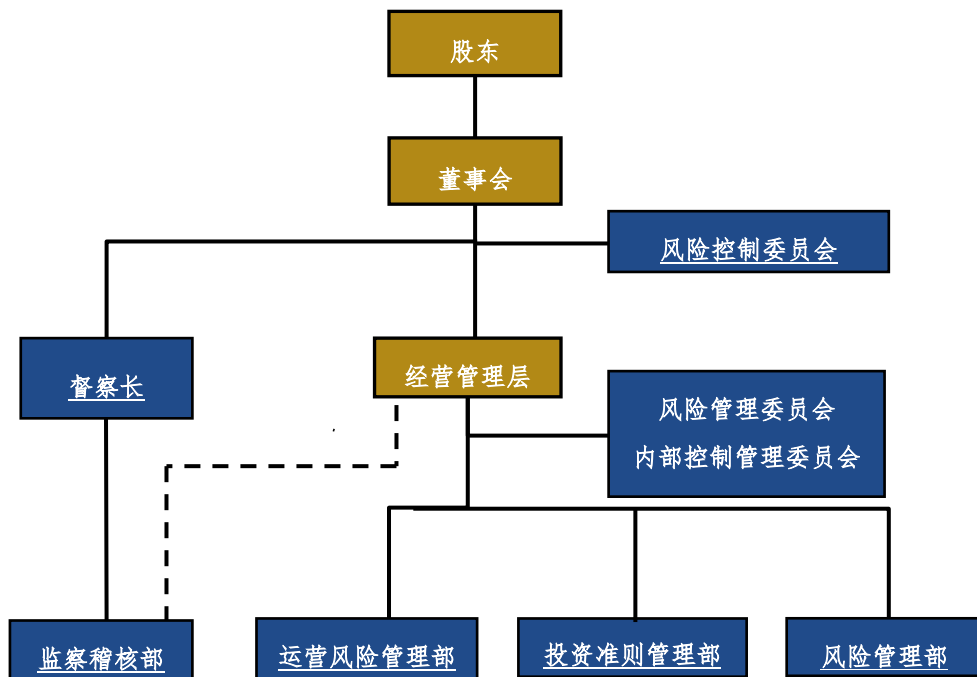 股东
董事会
风险控制委员会
督察长
经营管理层
风险管理委员会
内部控制管理委员会
监察稽核部
运营风险管理部
投资准则管理部
风险管理部